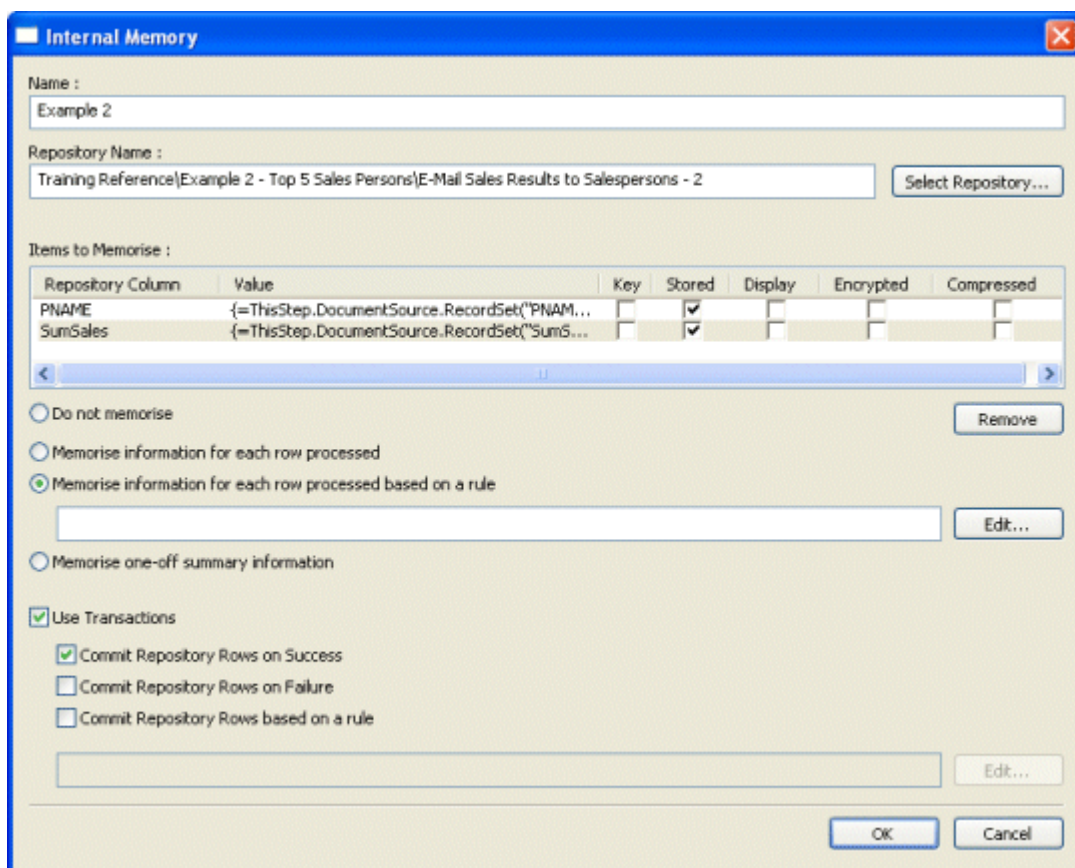 Internal Memory
Name :
Example 2
Repository Name :
Training Reference\Example 2 - Top 5 Sales Persons\E-Mail Sales Results to Salespersons - 2 Select Repository...
Items to Memorise :
Repository Column Value Key Stored Display Encrypted Compressed
PNAME {=ThisStep.DocumentSource.RecordSet("PNAM...
SumSales {=ThisStep.DocumentSource.RecordSet("SumS...
Do not memorise Remove
Memorise information for each row processed
Memorise information for each row processed based on a rule
Edit...
Memorise one-off summary information
Use Transactions
Commit Repository Rows on Success
Commit Repository Rows on Failure
Commit Repository Rows based on a rule
Edit...
OK Cancel